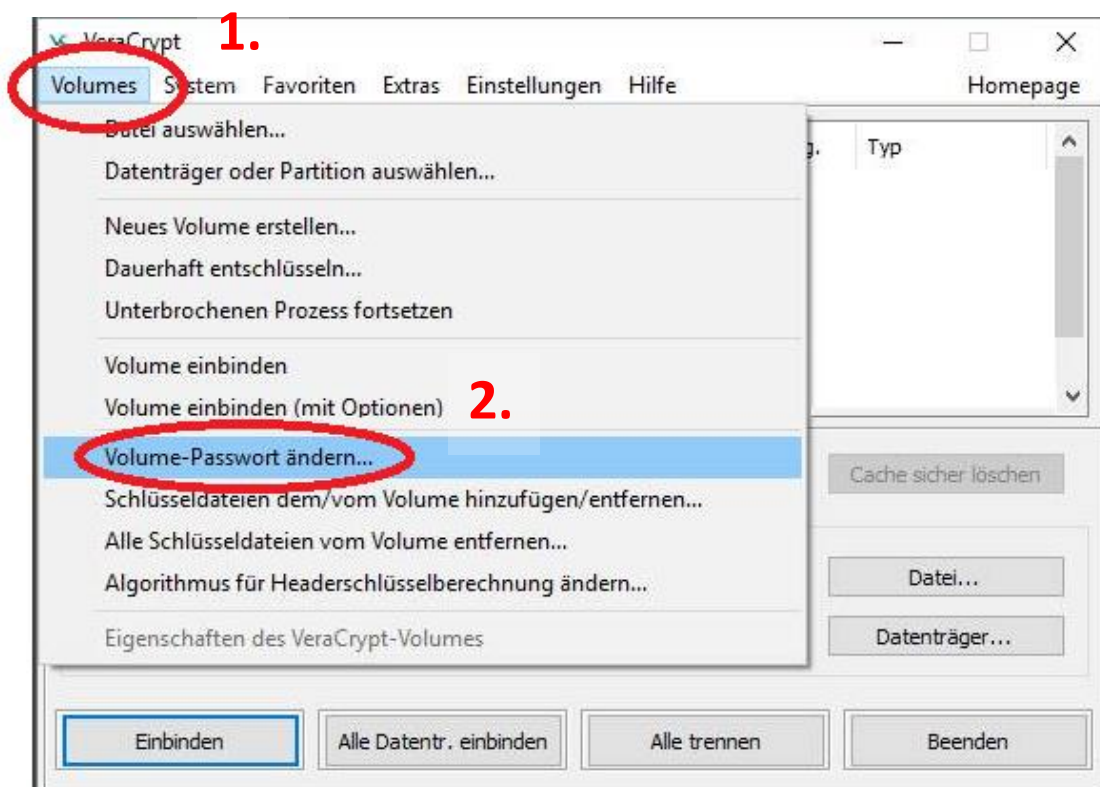 VeraCrypt
1.
Volumes System Favoriten Extras Einstellungen Hilfe Homepage
Datei auswählen...
g. Typ
Datenträger oder Partition auswählen...
Neues Volume erstellen...
Dauerhaft entschlüsseln...
Unterbrochenen Prozess fortsetzen
Volume einbinden
Volume einbinden (mit Optionen)
2.
Volume-Passwort ändern...
Cache sicher löschen
Schlüsseldateien dem/vom Volume hinzufügen/entfernen...
Alle Schlüsseldateien vom Volume entfernen...
Algorithmus für Headerschlüsselberechnung ändern...
Datei...
Eigenschaften des VeraCrypt-Volumes
Datenträger...
Einbinden Alle Datentr. einbinden Alle trennen Beenden